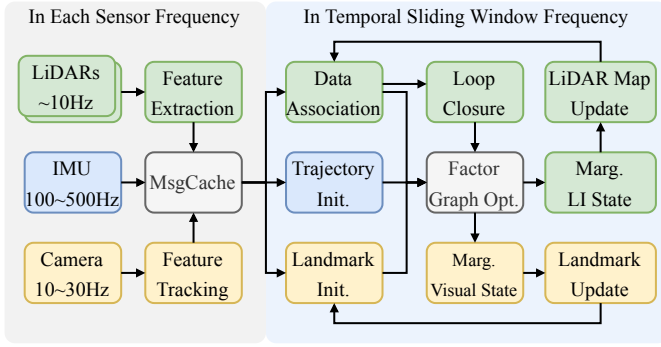 In Each Sensor Frequency
In Temporal Sliding Window Frequency
LiDARs
~10Hz
Feature
Extraction
Data
Association
Loop
Closure
LiDAR Map
Update
IMU
100~500Hz
MsgCache
Trajectory
Init.
Factor
Graph Opt.
Marg.
LI State
Camera
10~30Hz
Feature
Tracking
Landmark
Init.
Marg.
Visual State
Landmark
Update